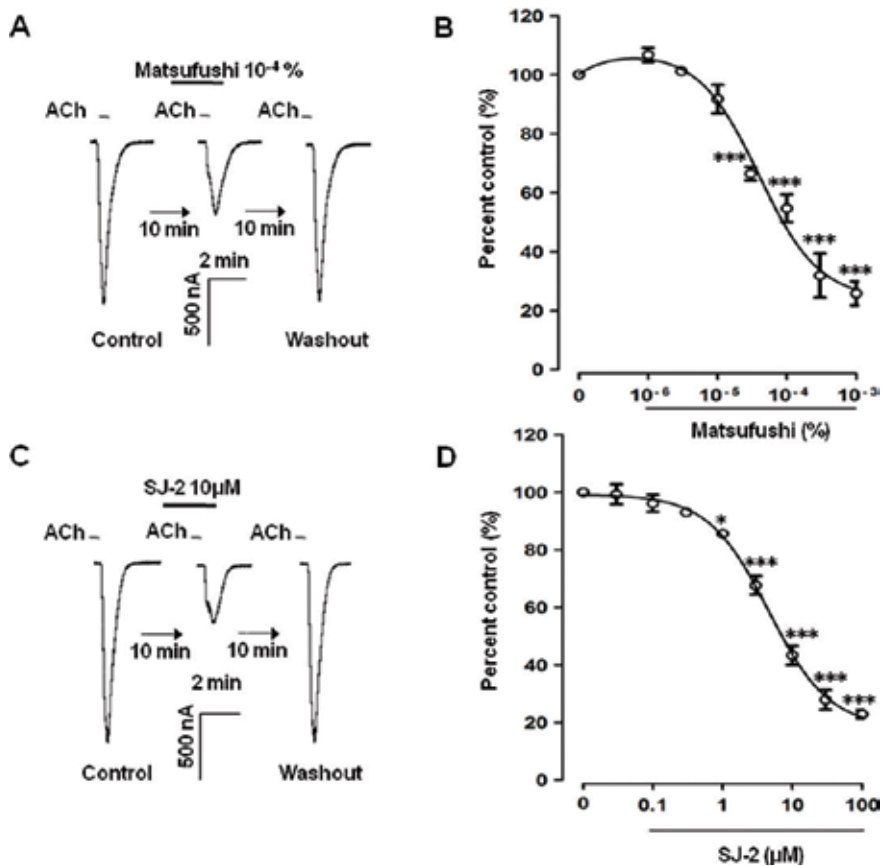 A
Matsufushi 10⁻⁴ %
ACh ACh ACh
10 min 10 min
2 min
500 nA
Control Washout
B
Percent control (%)
120
100
80
60
40
20
0
*** *** *** ***
0 10⁻⁶ 10⁻⁵ 10⁻⁴ 10⁻³
Matsufushi (%)
C
SJ-2 10µM
ACh ACh ACh
10 min 10 min
2 min
500 nA
Control Washout
D
Percent control (%)
120
100
80
60
40
20
0
* *** *** *** ***
0 0.1 1 10 100
SJ-2 (µM)